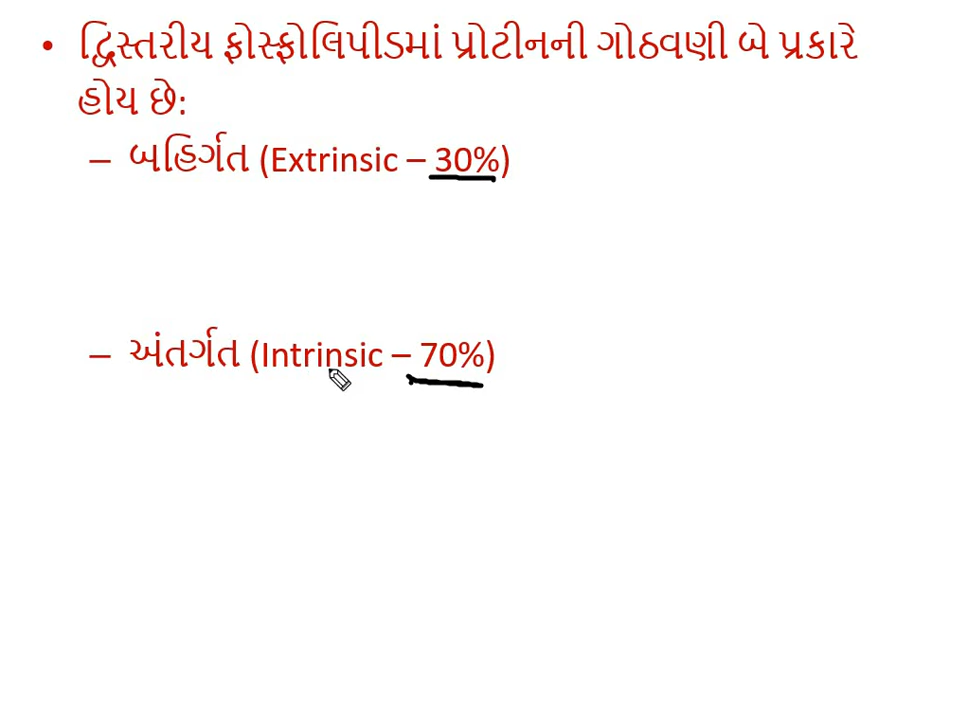 • દ્વિસ્તરીય ફોસ્ફોલિપીડમાં પ્રોટીનની ગોઠવણી બે પ્રકારે
હોય છે:
– બહિર્ગત (Extrinsic – 30%)
– અંતર્ગત (Intrinsic – 70%)